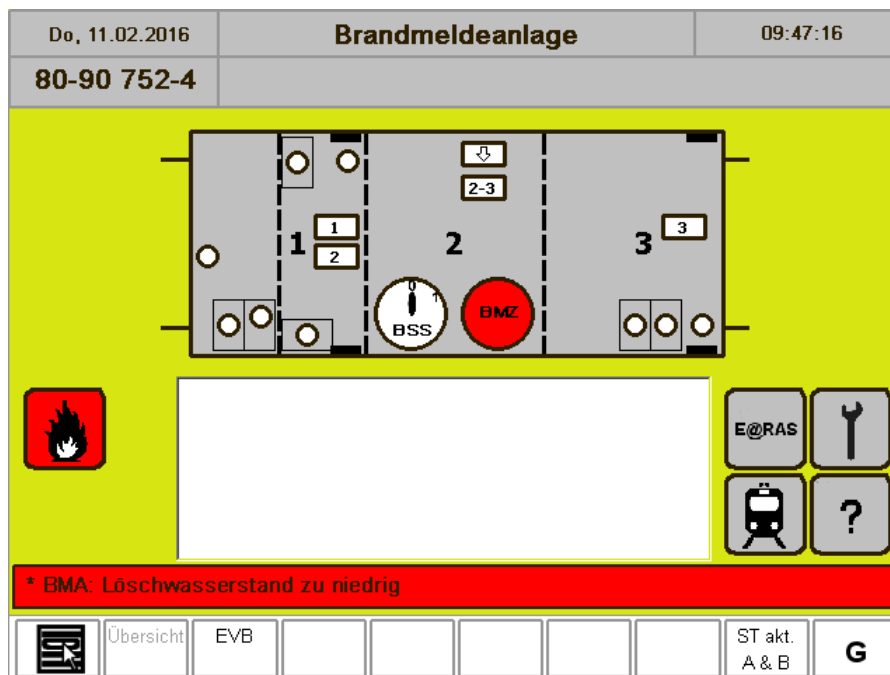 Do, 11.02.2016 Brandmeldeanlage 09:47:16
80-90 752-4
2-3
1 1 2 3 3
2
0 1
BSS BMZ
E@RAS
?
* BMA: Löschwasserstand zu niedrig
Übersicht EVB ST akt. G
A & B